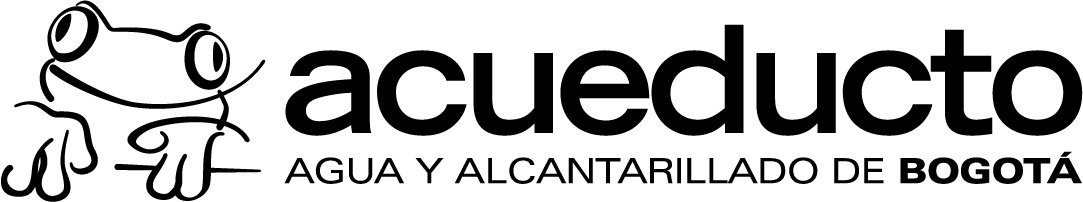 acueducto
AGUA Y ALCANTARILLADO DE BOGOTÁ